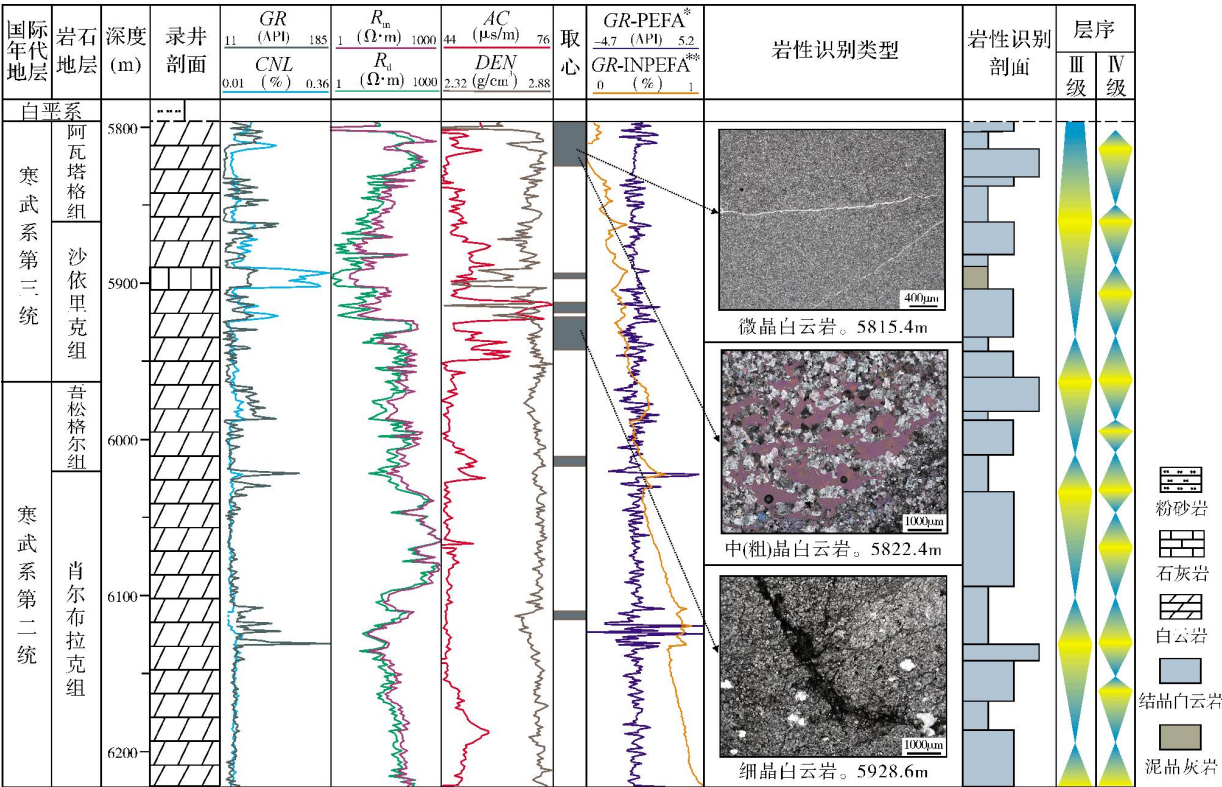 国际年代地层
岩石地层
深度(m)
录井剖面
GR
11 (API) 185
CNL
0.01 (%) 0.36
Rm
1 (Ω·m) 1000
Rd
1 (Ω·m) 1000
AC
44 (μs/m) 76
DEN
2.32 (g/cm³) 2.88
取心
GR-PEFA*
-4.7 (API) 5.2
GR-INPEFA**
0 (%) 1
岩性识别类型
岩性识别剖面
层序
Ⅲ级
Ⅳ级
白垩系
寒武系第三统
寒武系第二统
阿瓦塔格组
沙依里克组
吾松格尔组
肖尔布拉克组
5800
5900
6000
6100
6200
400μm
微晶白云岩。5815.4m
1000μm
中(粗)晶白云岩。5822.4m
1000μm
细晶白云岩。5928.6m
粉砂岩
石灰岩
白云岩
结晶白云岩
泥晶灰岩